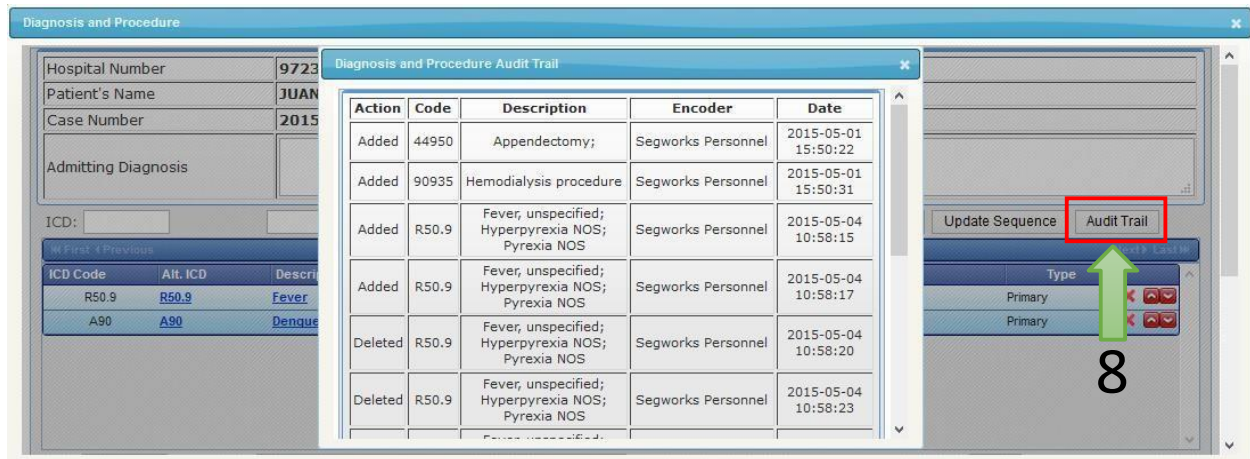 Diagnosis and Procedure
Hospital Number 9723
Patient's Name JUAN
Case Number 2015
Admitting Diagnosis
ICD:
Update Sequence Audit Trail
First Previous
Last
ICD Code Alt. ICD Type
R50.9 R50.9 Fever Primary
A90 A90 Primary
Diagnosis and Procedure Audit Trail
Action Code Description Encoder Date
Added 44950 Appendectomy; Segworks Personnel 2015-05-01
15:50:22
Added 90935 Hemodialysis procedure Segworks Personnel 2015-05-01
15:50:31
Added R50.9 Fever, unspecified;
Hyperpyrexia NOS;
Pyrexia NOS Segworks Personnel 2015-05-04
10:58:15
Added R50.9 Fever, unspecified;
Hyperpyrexia NOS;
Pyrexia NOS Segworks Personnel 2015-05-04
10:58:17
Deleted R50.9 Fever, unspecified;
Hyperpyrexia NOS;
Pyrexia NOS Segworks Personnel 2015-05-04
10:58:20
Deleted R50.9 Fever, unspecified;
Hyperpyrexia NOS;
Pyrexia NOS Segworks Personnel 2015-05-04
10:58:23
8